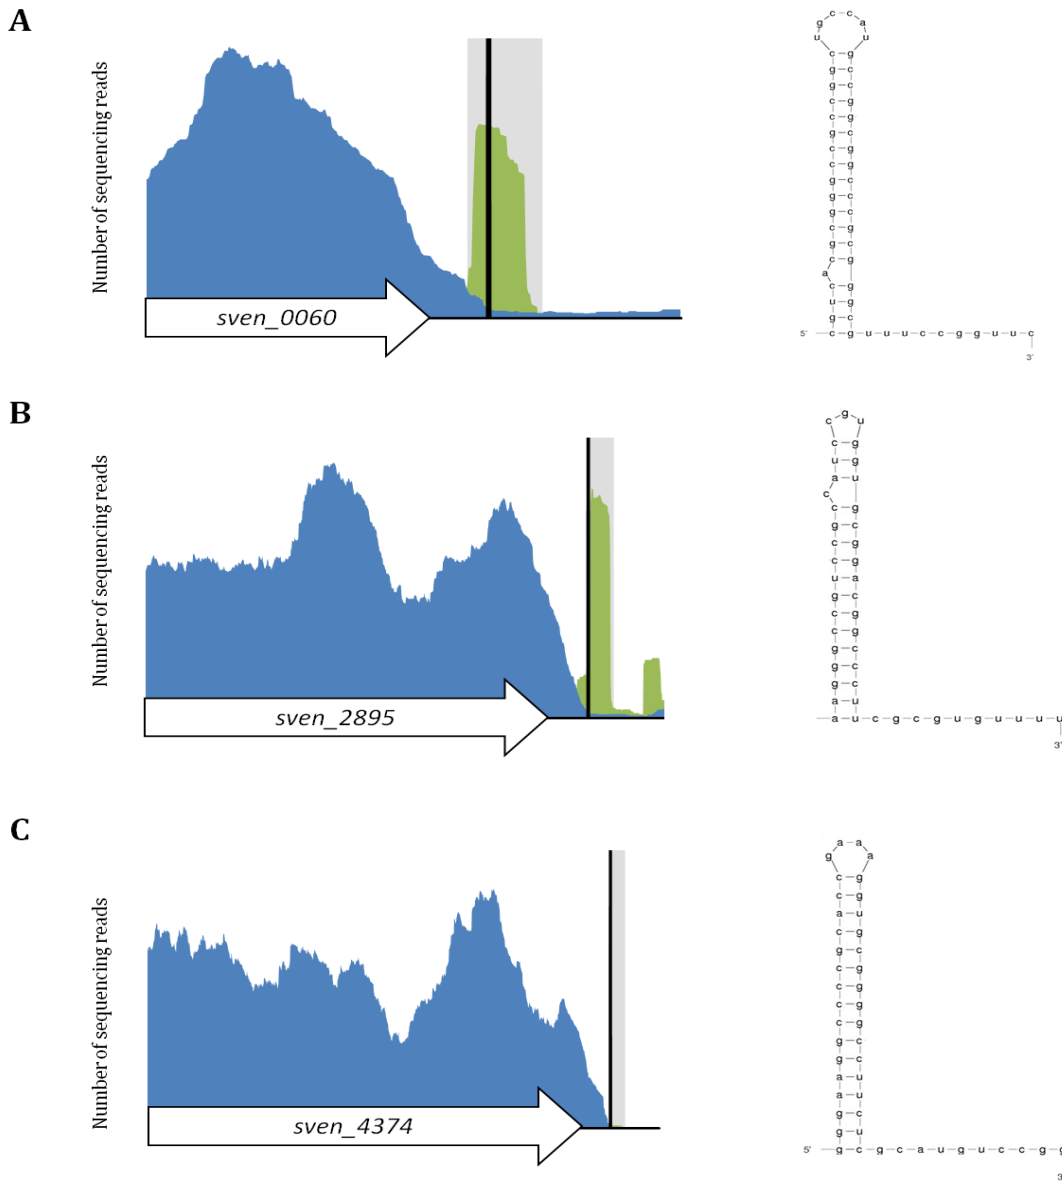 A
Number of sequencing reads
sven_0060
c c
g a
u u
c g
g c
g c
c g
c g
g c
c g
c g
g c
g c
g c
c g
g c
c g
a
c g
u g
g c
5' c g u u u c c g g u u c
3'
B
Number of sequencing reads
sven_2895
g
c u
c g
u g
a u
c
c g
g c
c g
c g
u a
g c
c g
c g
g c
g c
g c
a u
a u c g c g u g u u u u
3'
C
Number of sequencing reads
sven_4374
a a
g a
c g
c g
a u
c g
g c
c g
c g
c g
c g
g c
g c
a u
a u
g c
g u
5' g c g c a u g u c c g g
3